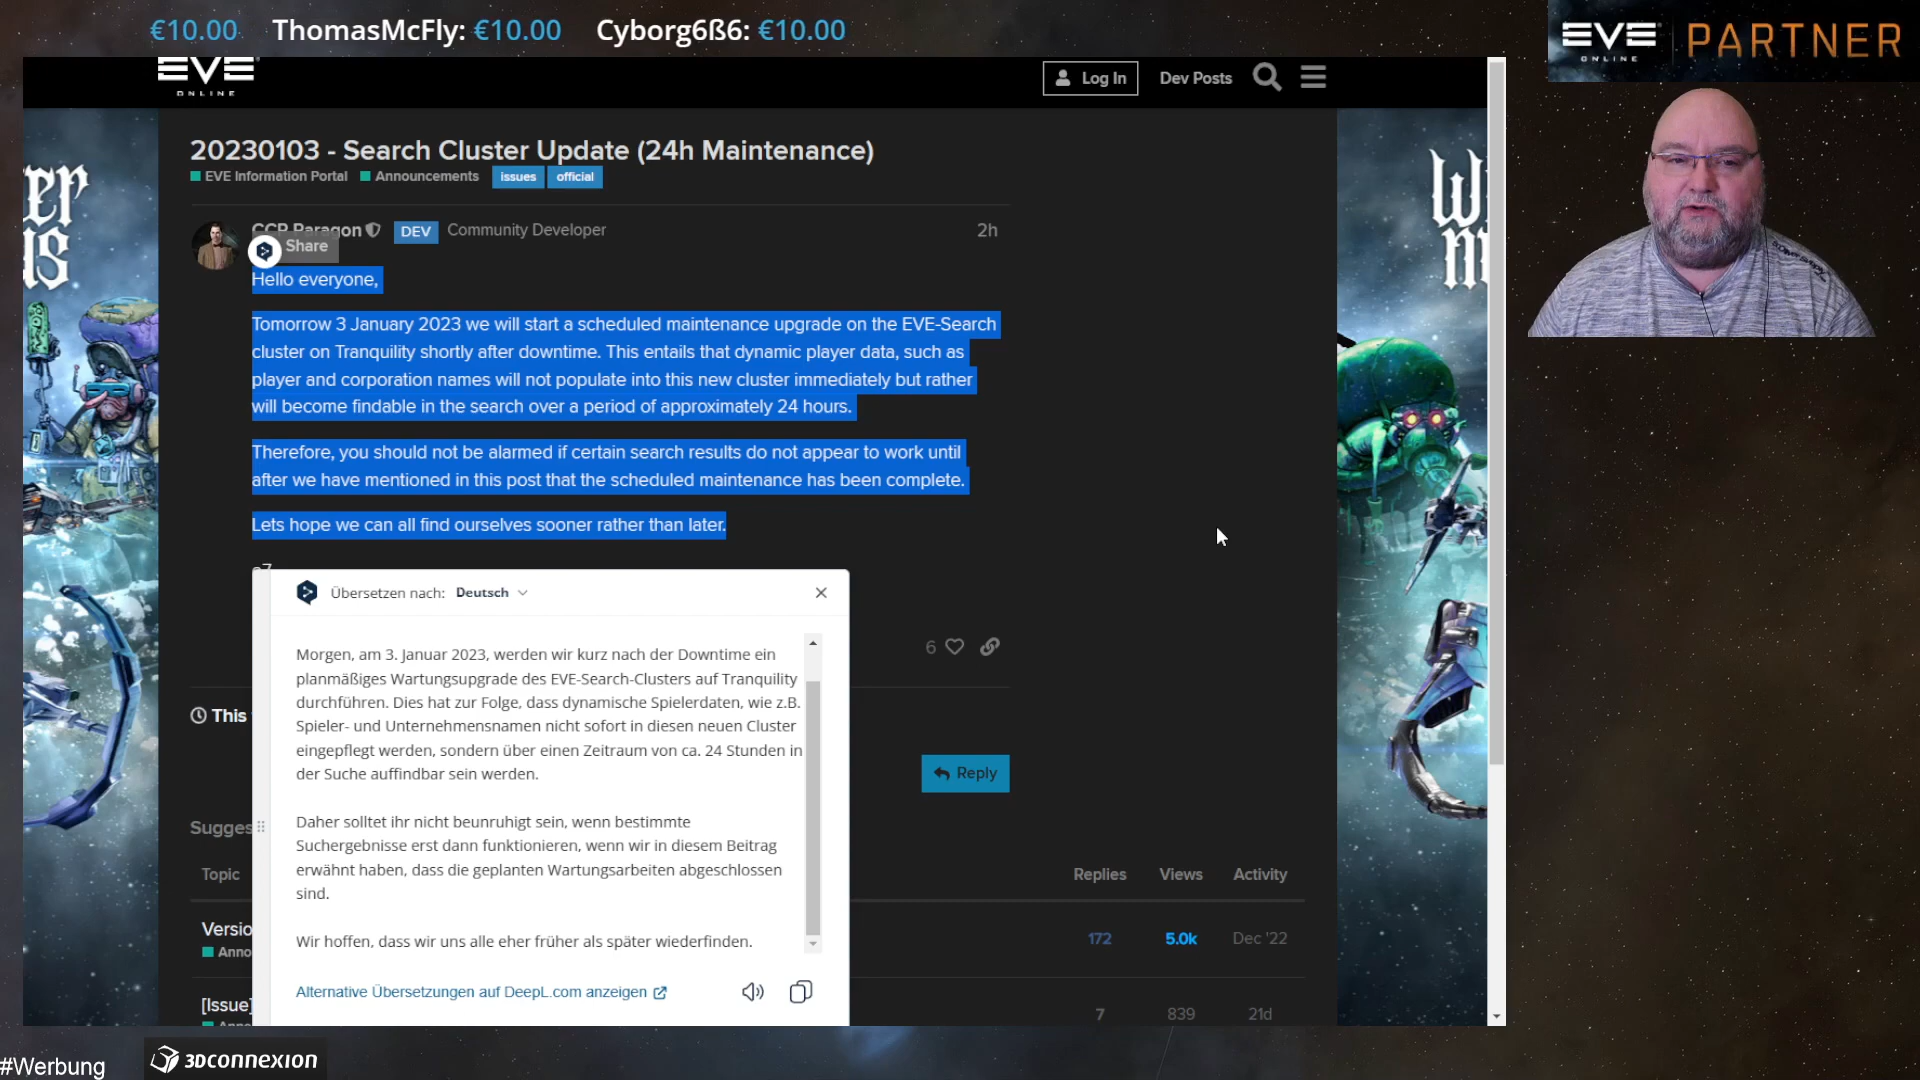 €10.00 ThomasMcFly: €10.00 Cyborg6ß6: €10.00
EVE ONLINE PARTNER
EVE ONLINE
Log In Dev Posts
20230103 - Search Cluster Update (24h Maintenance)
EVE Information Portal Announcements issues official
CCP Paragon DEV Community Developer 2h
Share
Hello everyone,
Tomorrow 3 January 2023 we will start a scheduled maintenance upgrade on the EVE-Search
cluster on Tranquility shortly after downtime. This entails that dynamic player data, such as
player and corporation names will not populate into this new cluster immediately but rather
will become findable in the search over a period of approximately 24 hours.
Therefore, you should not be alarmed if certain search results do not appear to work until
after we have mentioned in this post that the scheduled maintenance has been complete.
Lets hope we can all find ourselves sooner rather than later.
Übersetzen nach: Deutsch
Morgen, am 3. Januar 2023, werden wir kurz nach der Downtime ein
planmäßiges Wartungsupgrade des EVE-Search-Clusters auf Tranquility
durchführen. Dies hat zur Folge, dass dynamische Spielerdaten, wie z.B.
Spieler- und Unternehmensnamen nicht sofort in diesen neuen Cluster
eingepflegt werden, sondern über einen Zeitraum von ca. 24 Stunden in
der Suche auffindbar sein werden.
Daher solltet ihr nicht beunruhigt sein, wenn bestimmte
Suchergebnisse erst dann funktionieren, wenn wir in diesem Beitrag
erwähnt haben, dass die geplanten Wartungsarbeiten abgeschlossen
sind.
Wir hoffen, dass wir uns alle eher früher als später wiederfinden.
Alternative Übersetzungen auf DeepL.com anzeigen
6
This
Reply
Sugges
Topic Replies Views Activity
Versio 172 5.0k Dec '22
Anno
[Issue] 7 839 21d
#Werbung 3Dconnexion